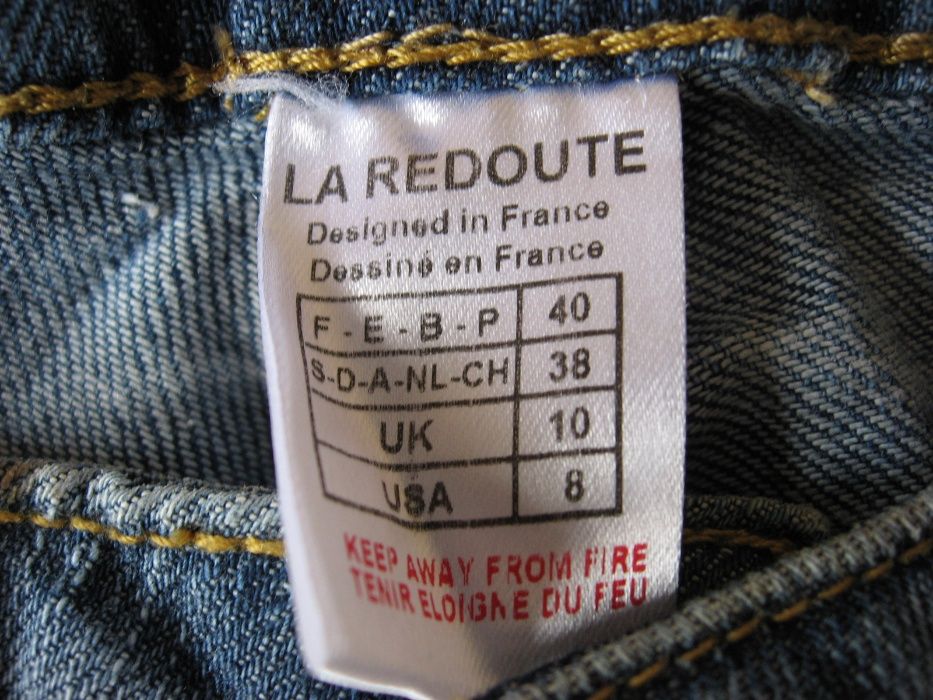 LA REDOUTE
Designed in France
Dessiné en France
F - E - B - P 40
S-D-A-NL-CH 38
UK 10
USA 8
KEEP AWAY FROM FIRE
TENIR ELOIGNE DU FEU